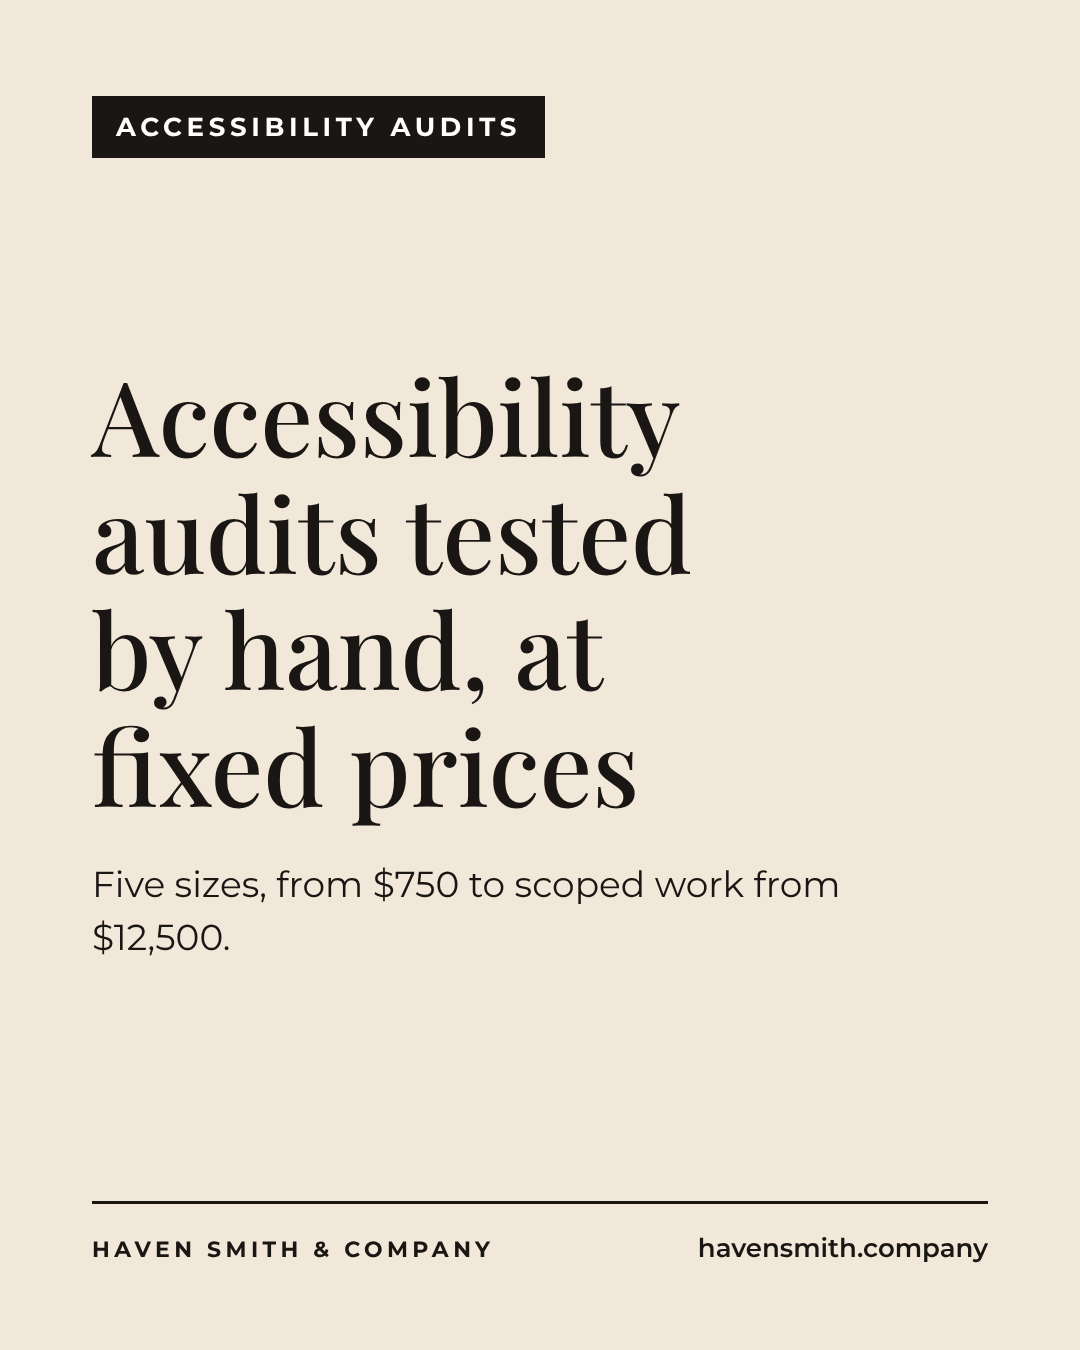 ACCESSIBILITY AUDITS
Accessibility
audits tested
by hand, at
fixed prices
Five sizes, from $750 to scoped work from
$12,500.
HAVEN SMITH & COMPANY
havensmith.company